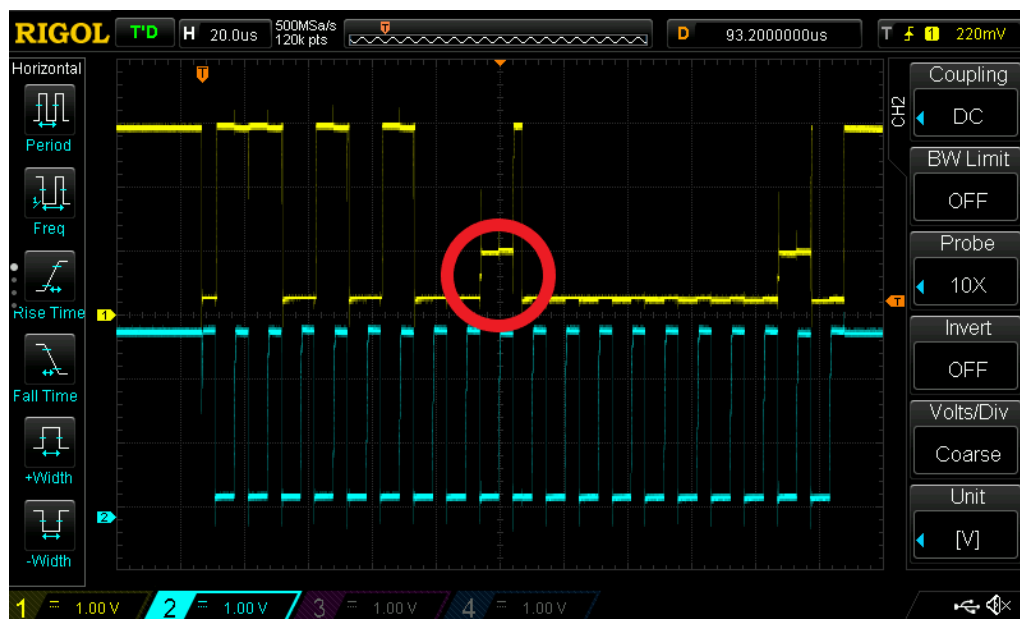 RIGOL T'D H 20.0us 500MSa/s 120k pts D 93.2000000us T 1 220mV
Horizontal
Period
Freq
Rise Time
Fall Time
+Width
-Width
T
T
1
2
T
CH2
Coupling
DC
BW Limit
OFF
Probe
10X
Invert
OFF
Volts/Div
Coarse
Unit
[V]
1 = 1.00 V 2 = 1.00 V 3 = 1.00 V 4 = 1.00 V